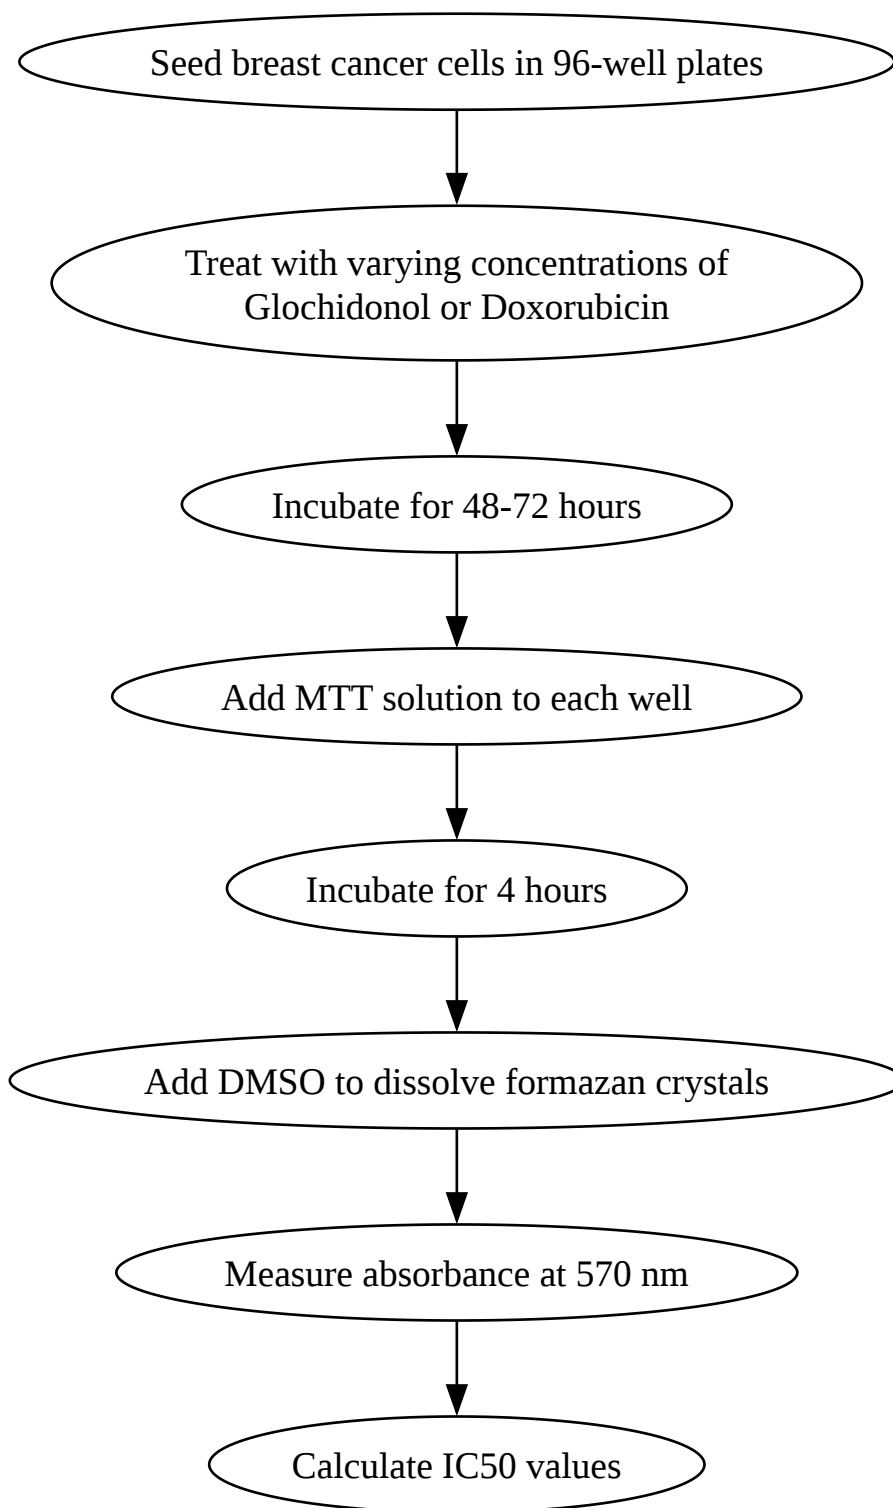 Seed breast cancer cells in 96-well plates
Treat with varying concentrations of
Glochidonol or Doxorubicin
Incubate for 48-72 hours
Add MTT solution to each well
Incubate for 4 hours
Add DMSO to dissolve formazan crystals
Measure absorbance at 570 nm
Calculate IC50 values